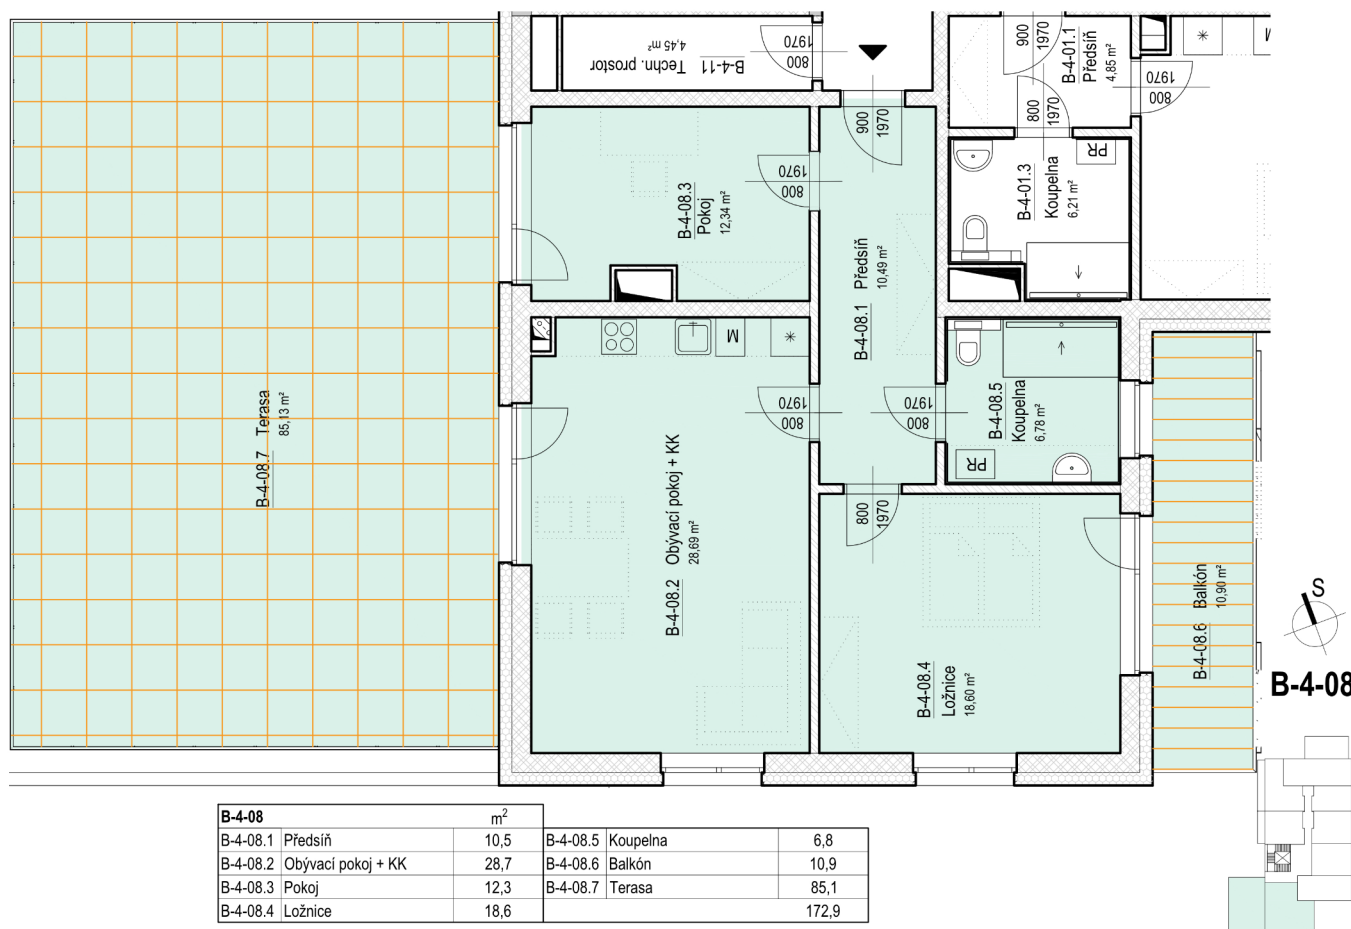 B-4-11
Techn. prostor
4,45 m²
800
1970
900
1970
B-4-01.1
Předsíň
4,85 m²
800
1970
800
1970
B-4-01.3
Koupelna
6,21 m²
PR
✳
900
1970
B-4-08.3
Pokoj
12,34 m²
800
1970
B-4-08.1 Předsíň
10,49 m²
M
✳
800
1970
800
1970
B-4-08.5
Koupelna
6,78 m²
PR
B-4-08.7 Terasa
85,13 m²
B-4-08.2 Obývací pokoj + KK
28,69 m²
800
1970
B-4-08.4
Ložnice
18,60 m²
B-4-08.6 Balkón
10,90 m²
S
B-4-08
B-4-08 m²
B-4-08.1 Předsíň 10,5 B-4-08.5 Koupelna 6,8
B-4-08.2 Obývací pokoj + KK 28,7 B-4-08.6 Balkón 10,9
B-4-08.3 Pokoj 12,3 B-4-08.7 Terasa 85,1
B-4-08.4 Ložnice 18,6 172,9